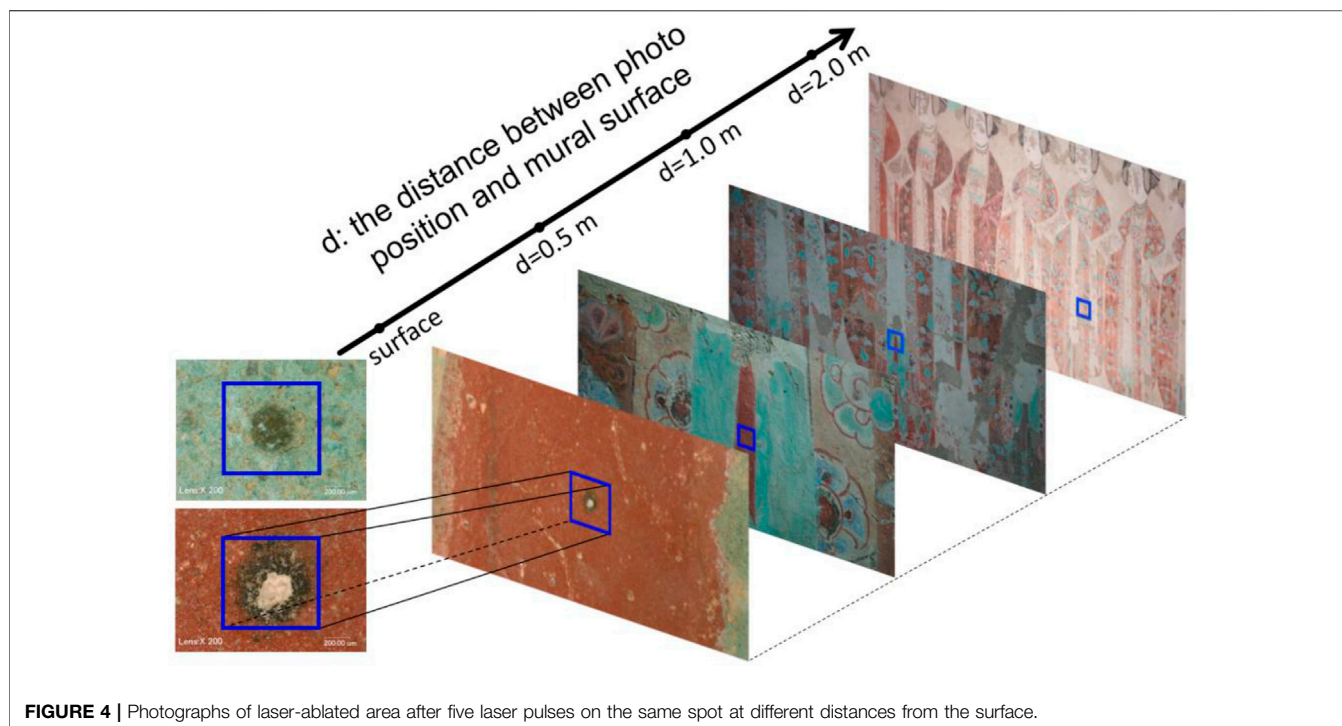 d: the distance between photo
position and mural surface
surface
d=0.5 m
d=1.0 m
d=2.0 m
Lens:X 200
200.00 um
Lens:X 200
200.00 um
FIGURE 4 | Photographs of laser-ablated area after five laser pulses on the same spot at different distances from the surface.